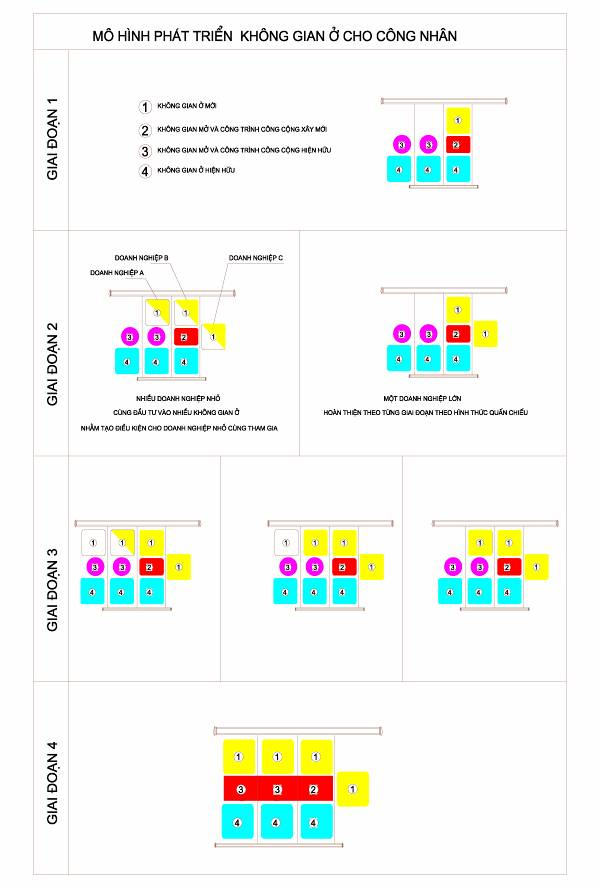 MÔ HÌNH PHÁT TRIỂN KHÔNG GIAN Ở CHO CÔNG NHÂN
GIAI ĐOẠN 1
1 KHÔNG GIAN Ở MỚI
2 KHÔNG GIAN MỞ VÀ CÔNG TRÌNH CÔNG CỘNG XÂY MỚI
3 KHÔNG GIAN MỞ VÀ CÔNG TRÌNH CÔNG CỘNG HIỆN HỮU
4 KHÔNG GIAN Ở HIỆN HỮU
1
3 3 2
4 4 4
GIAI ĐOẠN 2
DOANH NGHIỆP B
DOANH NGHIỆP C
DOANH NGHIỆP A
1 1
3 3 2 1
4 4 4
NHIỀU DOANH NGHIỆP NHỎ
CÙNG ĐẦU TƯ VÀO NHIỀU KHÔNG GIAN Ở
NHẰM TẠO ĐIỀU KIỆN CHO DOANH NGHIỆP NHỎ CÙNG THAM GIA
1
3 3 2 1
4 4 4
MỘT DOANH NGHIỆP LỚN
HOÀN THIỆN THEO TỪNG GIAI ĐOẠN THEO HÌNH THỨC QUẤN CHIẾU
GIAI ĐOẠN 3
1 1 1
3 3 2 1
4 4 4
1 1 1
3 3 2 1
4 4 4
1 1
3 3 2 1
4 4 4
GIAI ĐOẠN 4
1 1 1
3 3 2 1
4 4 4